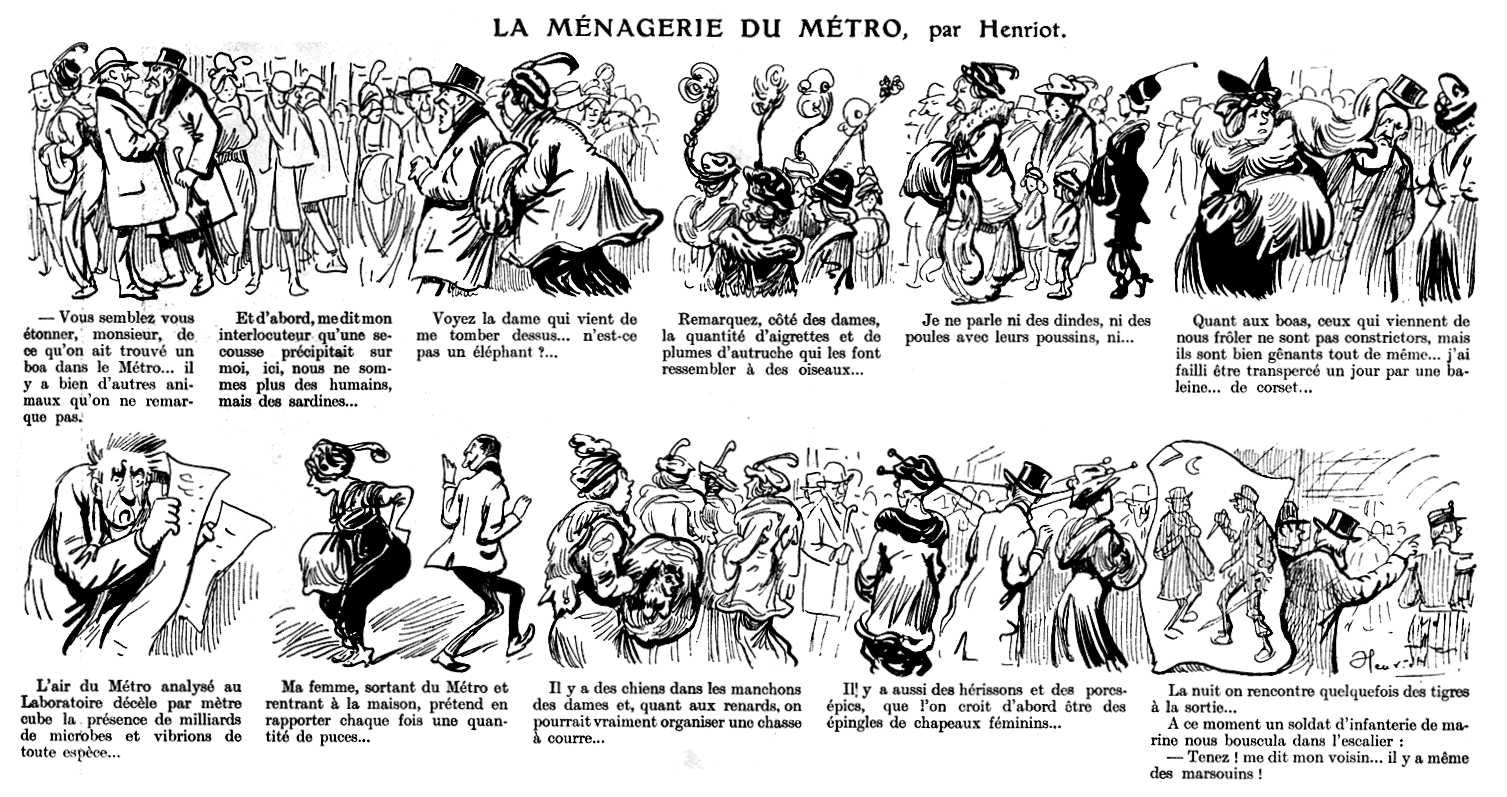 LA MÉNAGERIE DU MÉTRO, par Henriot.
— Vous semblez vous
étonner, monsieur, de
ce qu'on ait trouvé un
boa dans le Métro... il
y a bien d'autres ani-
maux qu'on ne remar-
que pas.
Et d'abord, me dit mon
interlocuteur qu'une se-
cousse précipitait sur
moi, ici, nous ne som-
mes plus des humains,
mais des sardines...
Voyez la dame qui vient de
me tomber dessus... n'est-ce
pas un éléphant ?...
Remarquez, côté des dames,
la quantité d'aigrettes et de
plumes d'autruche qui les font
ressembler à des oiseaux...
Je ne parle ni des dindes, ni des
poules avec leurs poussins, ni...
Quant aux boas, ceux qui viennent de
nous frôler ne sont pas constrictors, mais
ils sont bien gênants tout de même... j'ai
failli être transpercé un jour par une ba-
leine... de corset...
L'air du Métro analysé au
Laboratoire décèle par mètre
cube la présence de milliards
de microbes et vibrions de
toute espèce...
Ma femme, sortant du Métro et
rentrant à la maison, prétend en
rapporter chaque fois une quan-
tité de puces...
Il y a des chiens dans les manchons
des dames et, quant aux renards, on
pourrait vraiment organiser une chasse
à courre...
Il y a aussi des hérissons et des porcs-
épics, que l'on croit d'abord être des
épingles de chapeaux féminins...
Henriot
La nuit on rencontre quelquefois des tigres
à la sortie...
A ce moment un soldat d'infanterie de ma-
rine nous bouscula dans l'escalier :
— Tenez ! me dit mon voisin... il y a même
des marsouins !